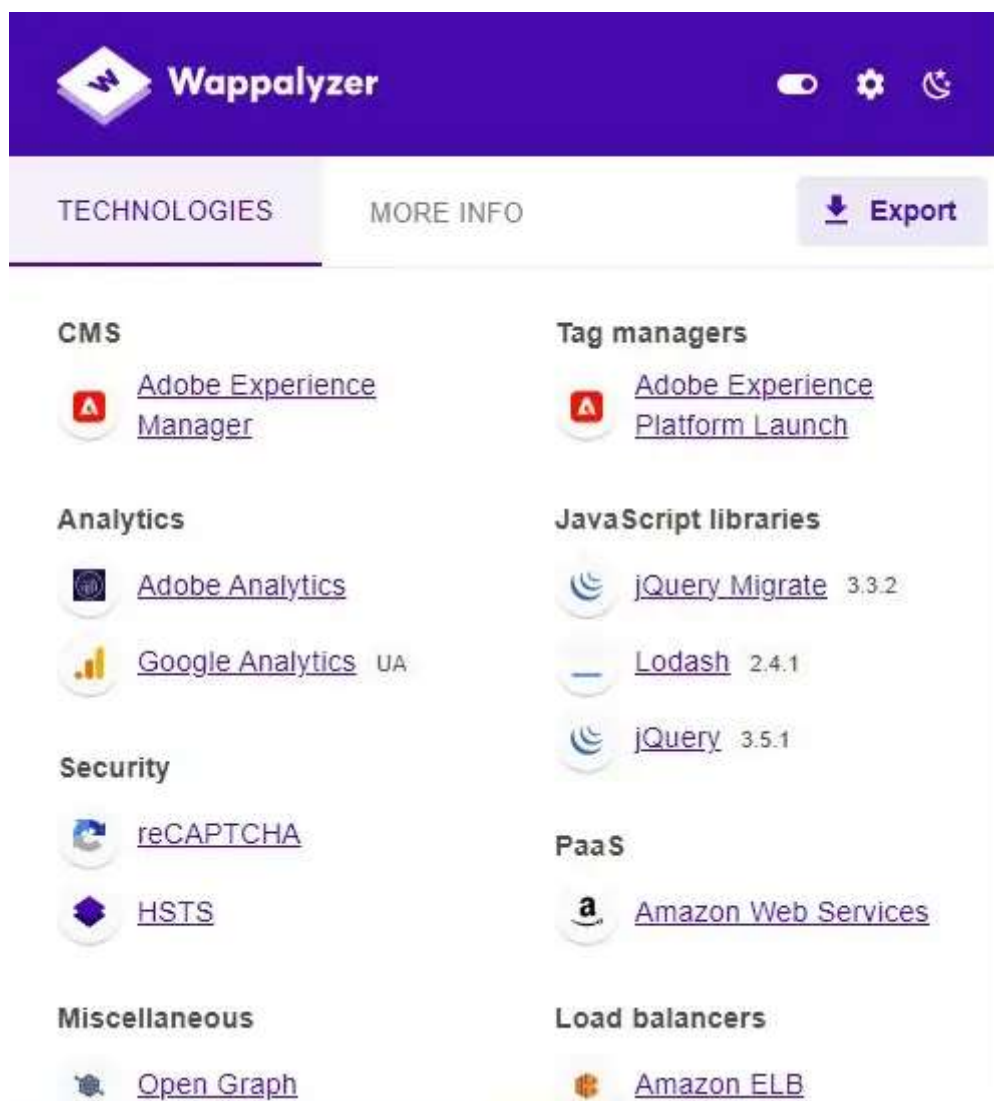 Wappalyzer
TECHNOLOGIES
MORE INFO
Export
CMS
Adobe Experience
Manager
Analytics
Adobe Analytics
Google Analytics UA
Security
reCAPTCHA
HSTS
Miscellaneous
Open Graph
Tag managers
Adobe Experience
Platform Launch
JavaScript libraries
jQuery Migrate 3.3.2
Lodash 2.4.1
jQuery 3.5.1
PaaS
Amazon Web Services
Load balancers
Amazon ELB